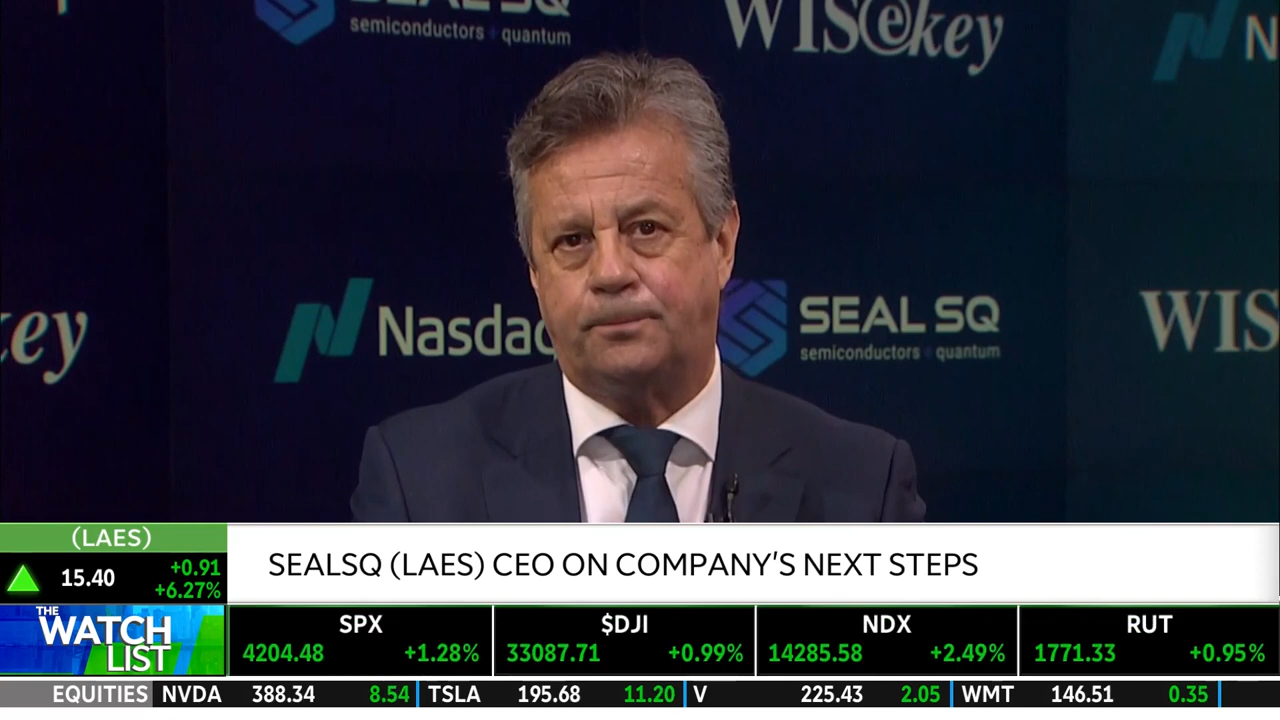 SEAL SQ
semiconductors + quantum
WISekey
N
key
Nasdaq
SEAL SQ
semiconductors + quantum
WIS
(LAES)
15.40
+0.91
+6.27%
SEALSQ (LAES) CEO ON COMPANY'S NEXT STEPS
THE
WATCH
LIST
SPX
4204.48 +1.28%
$DJI
33087.71 +0.99%
NDX
14285.58 +2.49%
RUT
1771.33 +0.95%
EQUITIES NVDA 388.34 8.54 TSLA 195.68 11.20 V 225.43 2.05 WMT 146.51 0.35